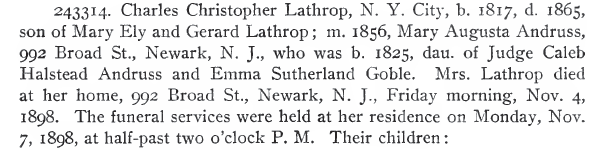 243314. Charles Christopher Lathrop, N. Y. City, b. 1817, d. 1865,
son of Mary Ely and Gerard Lathrop; m. 1856, Mary Augusta Andruss,
992 Broad St., Newark, N. J., who was b. 1825, dau. of Judge Caleb
Halstead Andruss and Emma Sutherland Goble. Mrs. Lathrop died
at her home, 992 Broad St., Newark, N. J., Friday morning, Nov. 4,
1898. The funeral services were held at her residence on Monday, Nov.
7, 1898, at half-past two o'clock P. M. Their children: